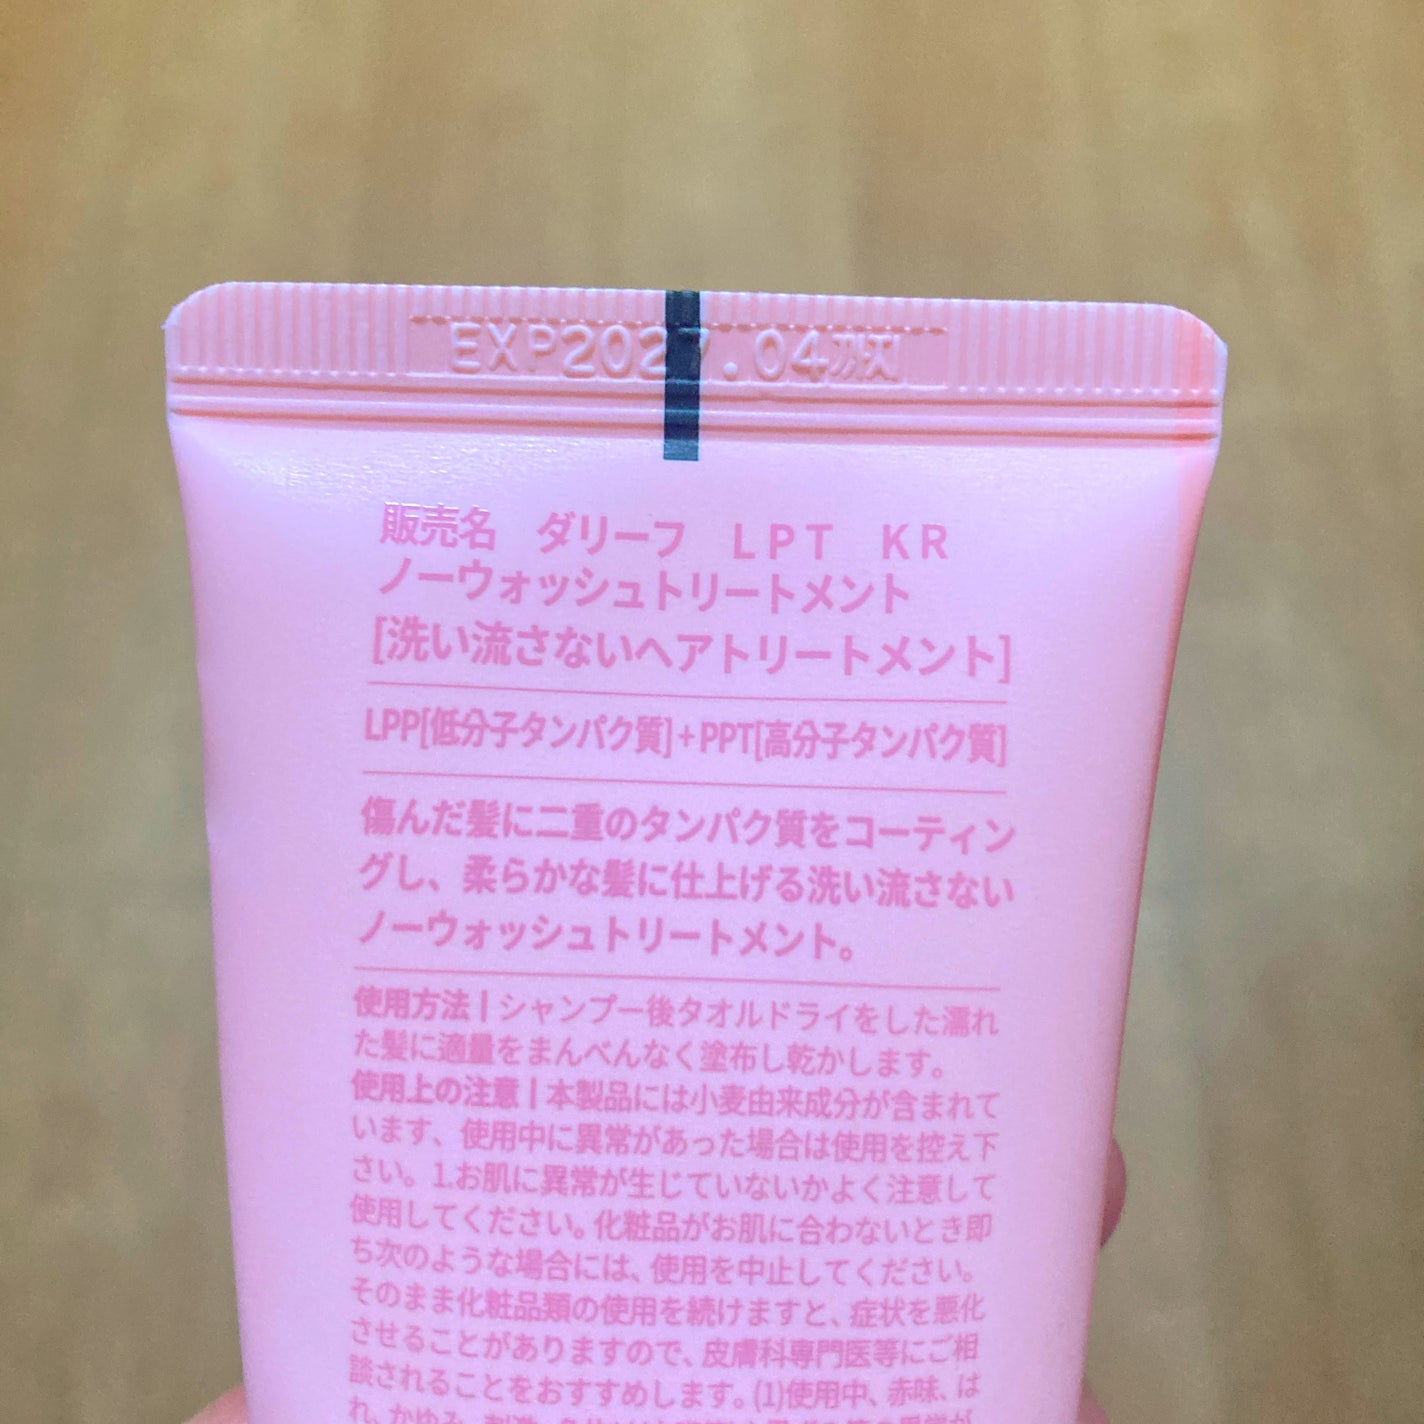 EXP2027.04
販売名　ダリーフ　LPT　KR
ノーウォッシュトリートメント
[洗い流さないヘアトリートメント]
LPP[低分子タンパク質]+PPT[高分子タンパク質]
傷んだ髪に二重のタンパク質をコーティン
グし、柔らかな髪に仕上げる洗い流さない
ノーウォッシュトリートメント。
使用方法 | シャンプー後タオルドライをした濡れ
た髪に適量をまんべんなく塗布し乾かします。
使用上の注意 | 本製品には小麦由来成分が含まれて
います、使用中に異常があった場合は使用を控え下
さい。1.お肌に異常が生じていないかよく注意して
使用してください。化粧品がお肌に合わないとき即
ち次のような場合には、使用を中止してください。
そのまま化粧品類の使用を続けますと、症状を悪化
させることがありますので、皮膚科専門医等にご相
談されることをおすすめします。(1)使用中、赤味、は
れ、かゆみ、刺激、